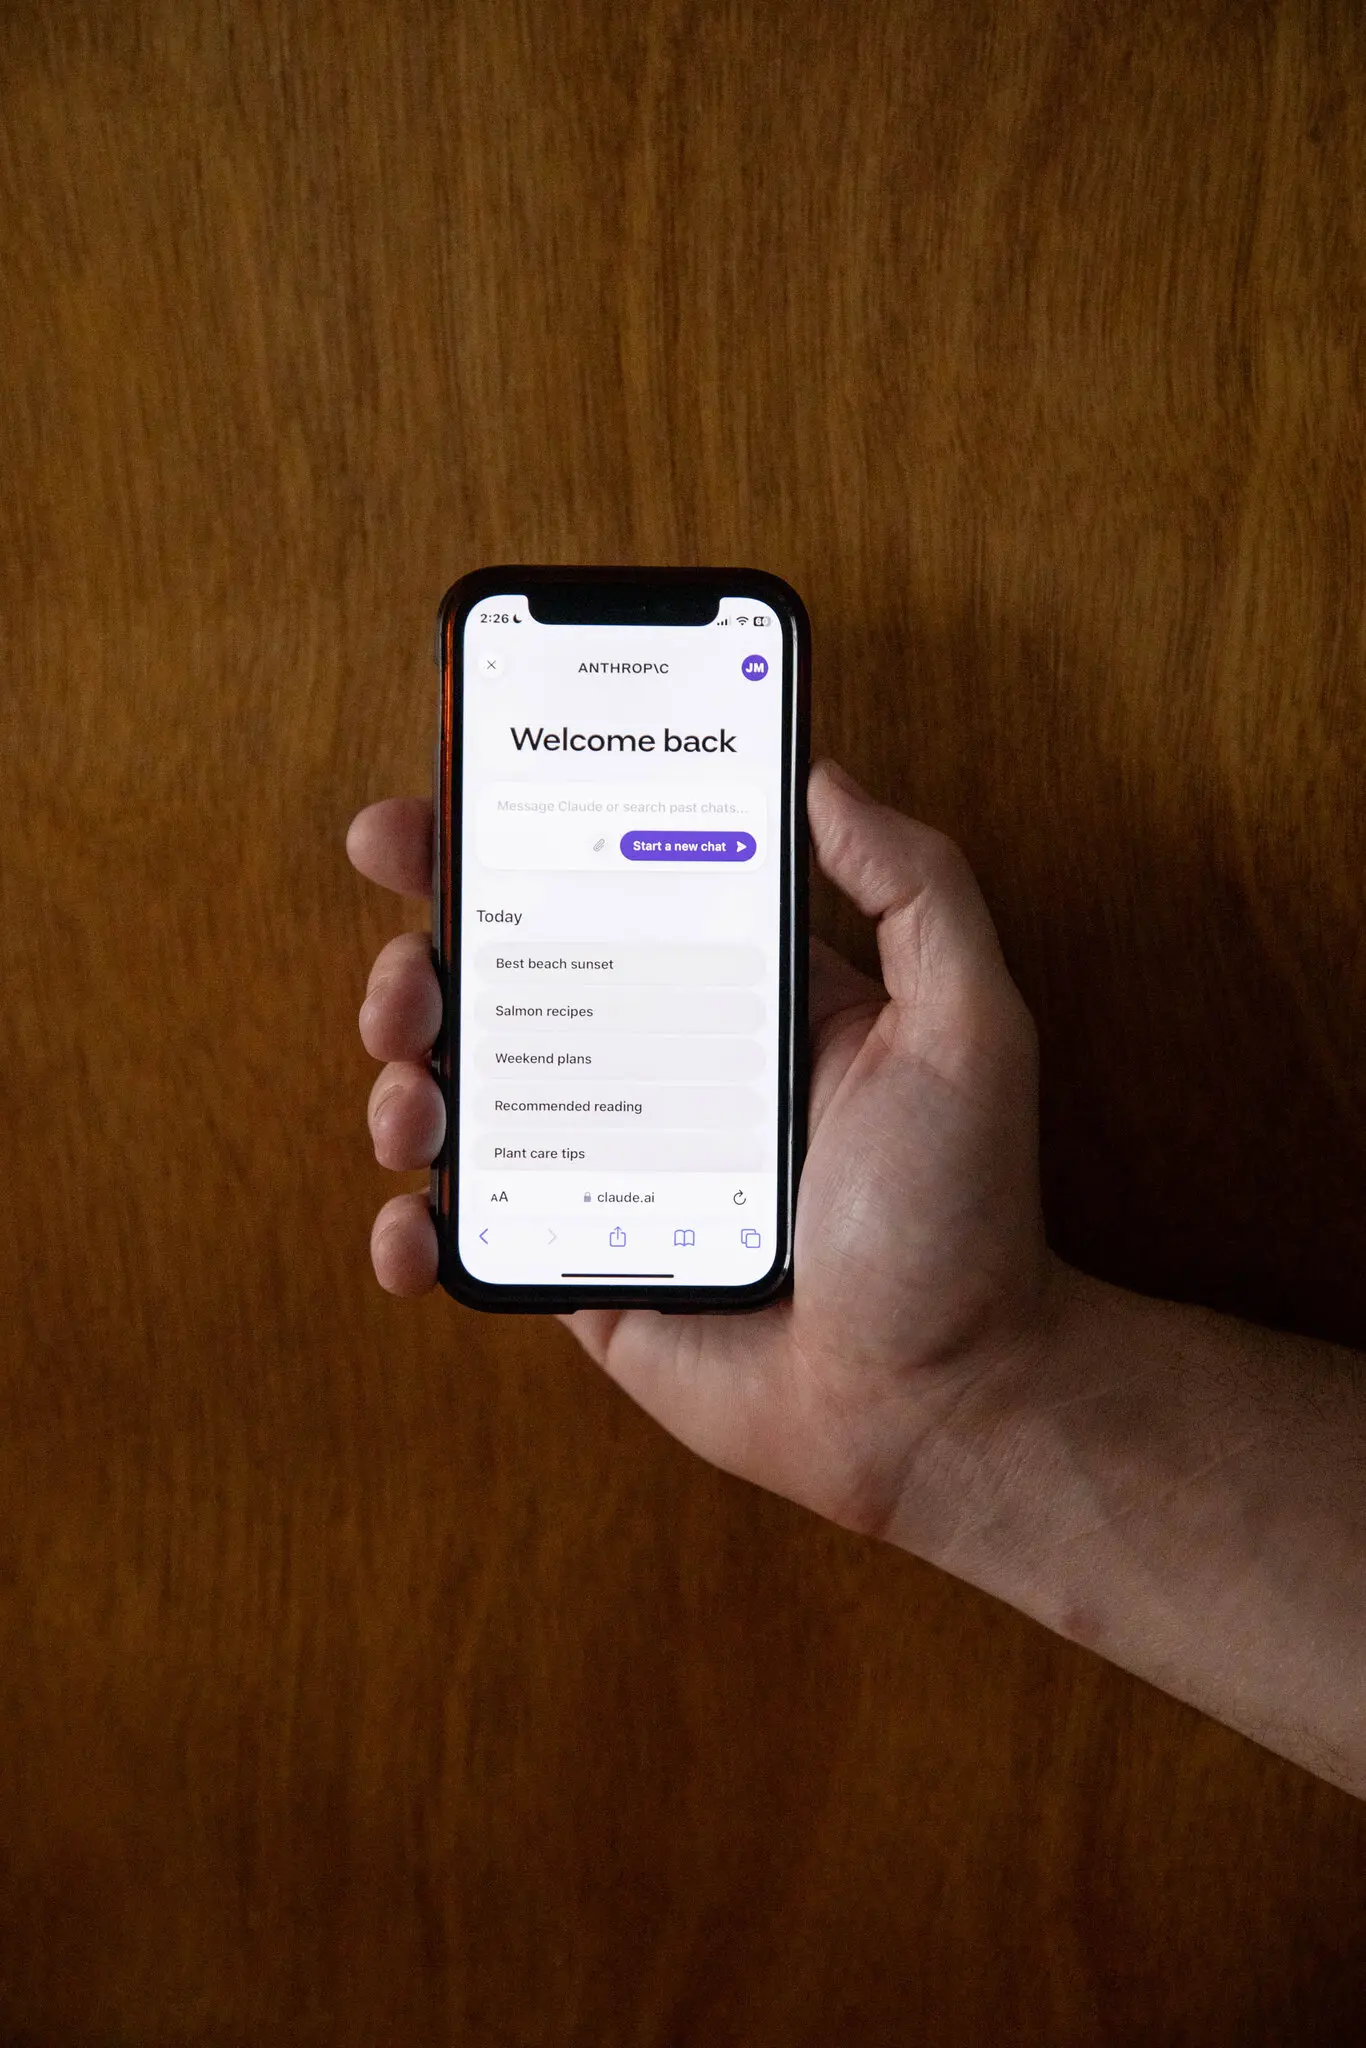 2:26
ANTHROP\C
JM
Welcome back
Message Claude or search past chats...
Start a new chat
Today
Best beach sunset
Salmon recipes
Weekend plans
Recommended reading
Plant care tips
AA
claude.ai